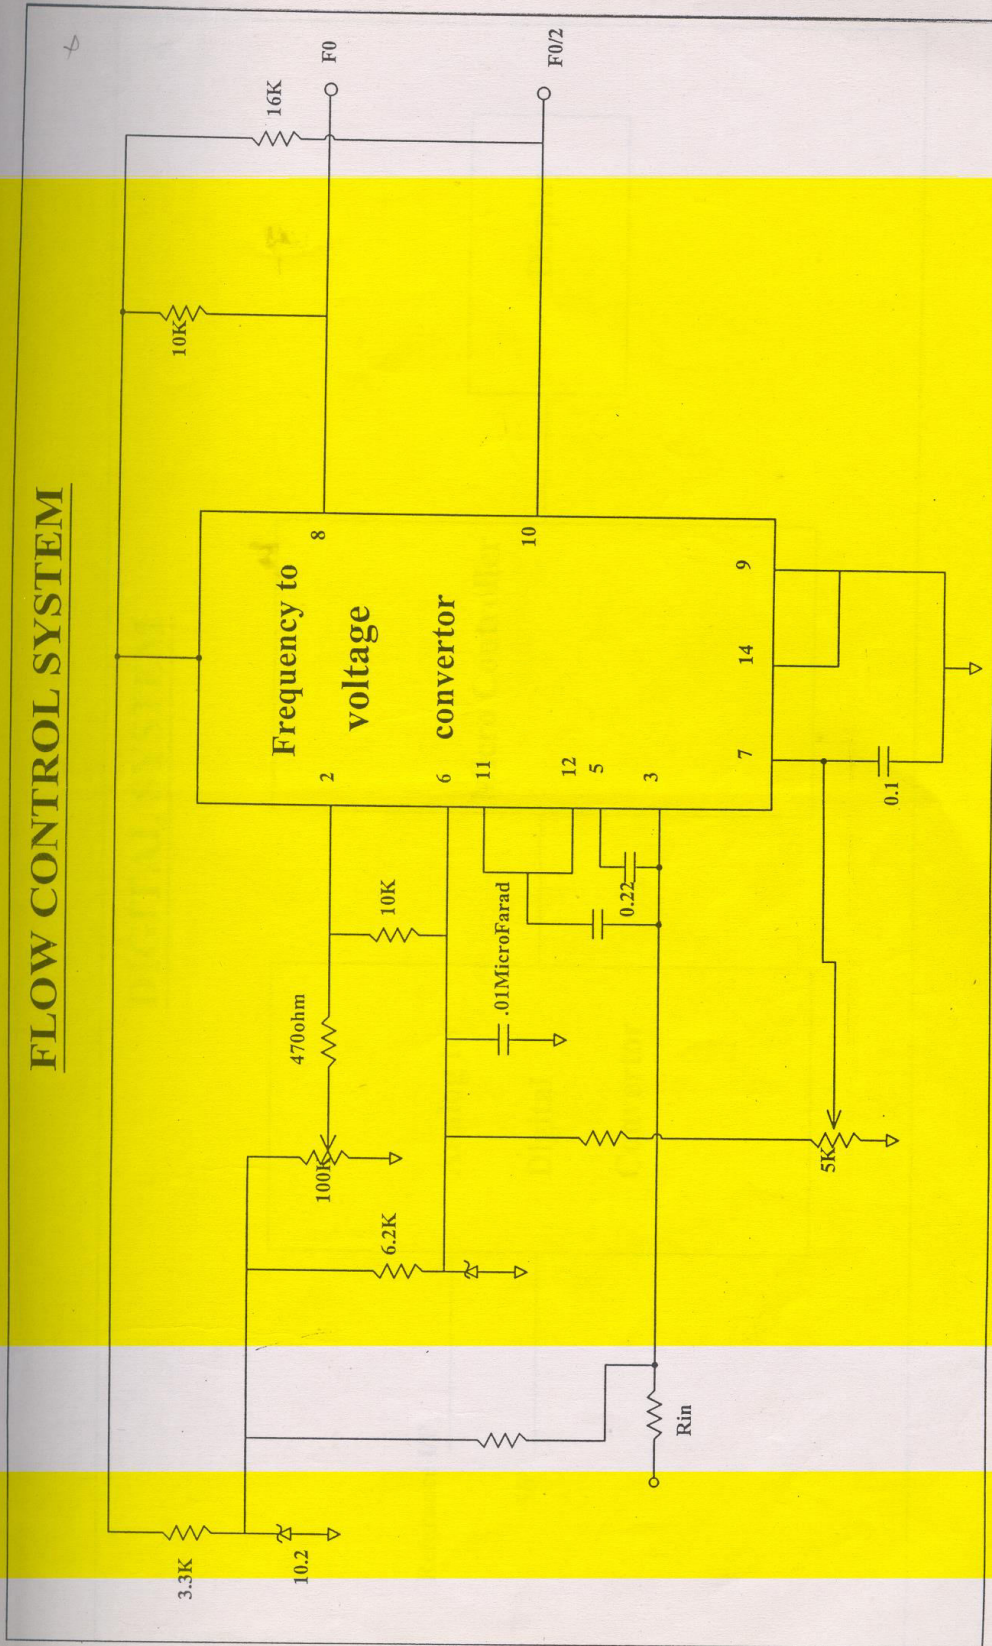 FLOW CONTROL SYSTEM
3.3K
10.2
6.2K
100K
470ohm
10K
.01MicroFarad
0.22
Rin
5K
0.1
Frequency to
voltage
convertor
2
6
11
12
5
3
7
14
9
8
10
10K
16K
F0
F0/2